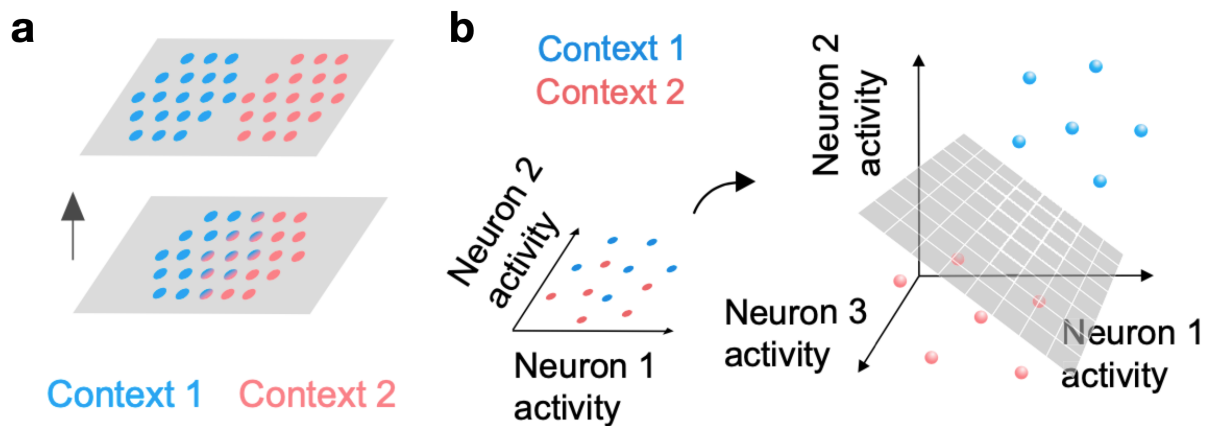 a
Context 1
Context 2
b
Context 1
Context 2
Neuron 2
activity
Neuron 1
activity
Neuron 2
activity
Neuron 3
activity
Neuron 1
activity